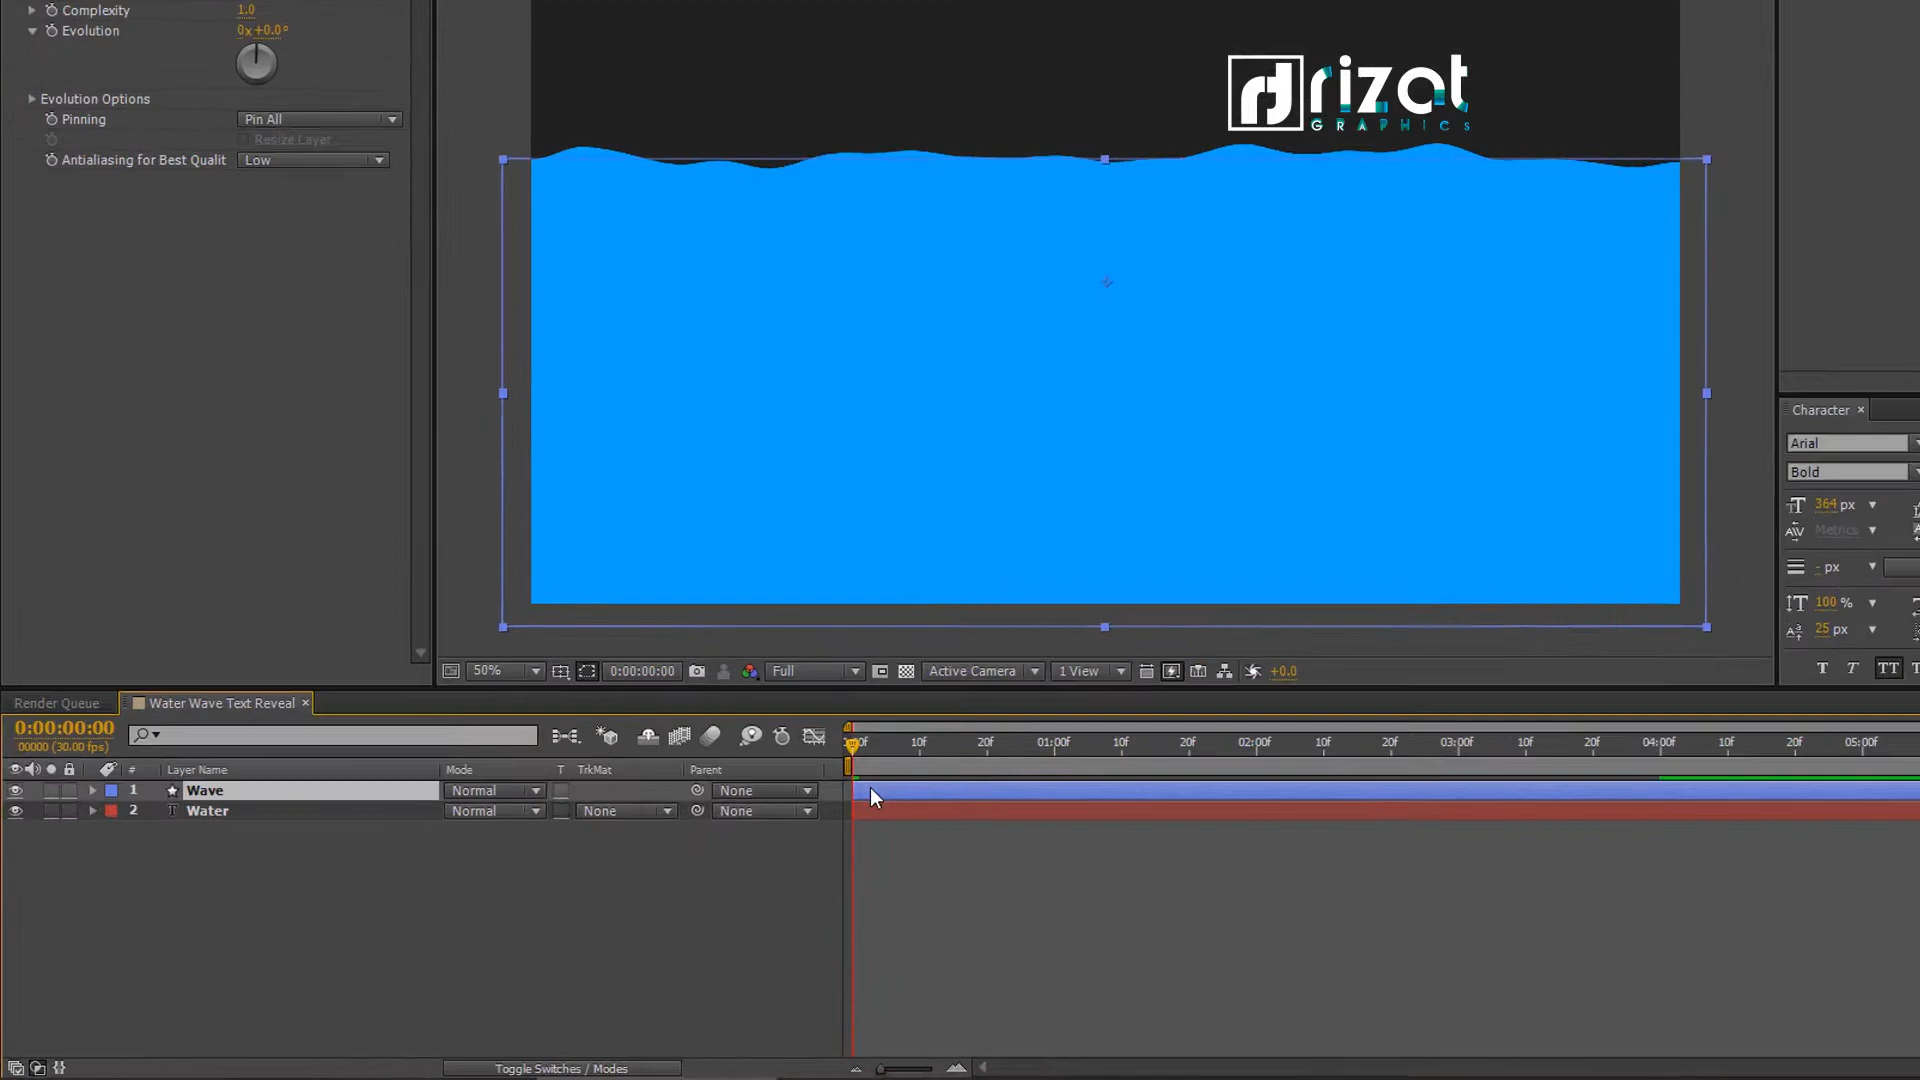 Complexity 1.0
Evolution 0x+0.0°
Evolution Options
Pinning Pin All
Resize Layer
Antialiasing for Best Qualit Low
rizat
GRAPHICS
Character ×
Arial
Bold
364 px
Metrics
- px
100 %
25 px
T T TT
50% 0:00:00:00 Full Active Camera 1 View +0.0
Render Queue Water Wave Text Reveal ×
0:00:00:00
00000 (30.00 fps)
10f 20f 01:00f 10f 20f 02:00f 10f 20f 03:00f 10f 20f 04:00f 10f 20f 05:00f
# Layer Name Mode T TrkMat Parent
1 Wave Normal None
2 Water Normal None None
Toggle Switches / Modes